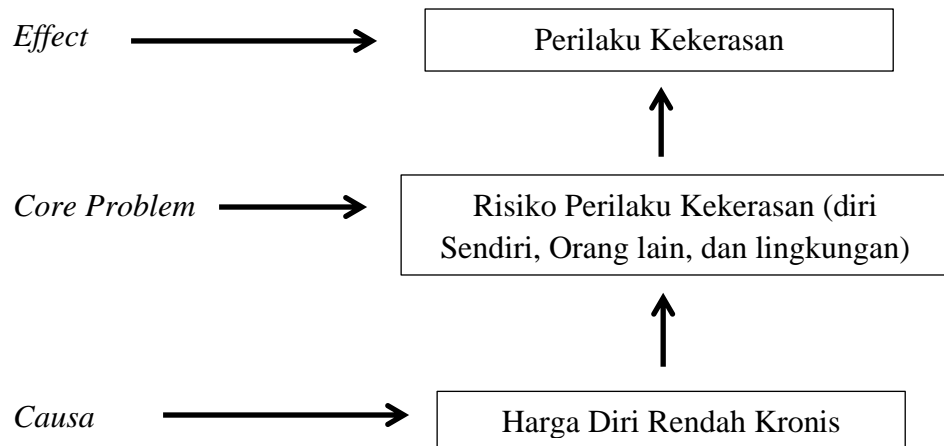 Effect
Perilaku Kekerasan
Core Problem
Risiko Perilaku Kekerasan (diri
Sendiri, Orang lain, dan lingkungan)
Causa
Harga Diri Rendah Kronis